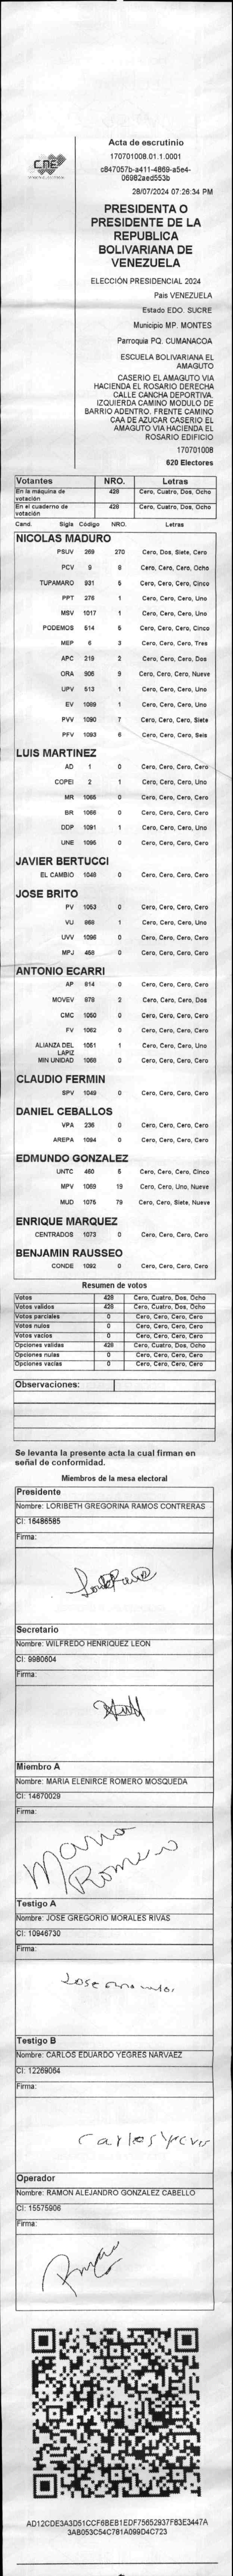 CNE
Acta de escrutinio
170701008.01.1.0001
c847057b-a411-4869-a5e4-
06982aed553b
28/07/2024 07:26:34 PM
PRESIDENTA O
PRESIDENTE DE LA
REPUBLICA
BOLIVARIANA DE
VENEZUELA
ELECCIÓN PRESIDENCIAL 2024
Pais VENEZUELA
Estado EDO. SUCRE
Municipio MP. MONTES
Parroquia PQ. CUMANACOA
ESCUELA BOLIVARIANA EL
AMAGUTO
CASERIO EL AMAGUTO VIA
HACIENDA EL ROSARIO DERECHA
CALLE CANCHA DEPORTIVA.
IZQUIERDA CAMINO MODULO DE
BARRIO ADENTRO. FRENTE CAMINO
CAA DE AZUCAR CASERIO EL
AMAGUTO VIA HACIENDA EL
ROSARIO EDIFICIO
170701008
620 Electores
Votantes NRO. Letras
En la máquina de votación 428 Cero, Cuatro, Dos, Ocho
En el cuaderno de votación 428 Cero, Cuatro, Dos, Ocho
Cand. Sigla Código NRO. Letras
NICOLAS MADURO
PSUV 269 270 Cero, Dos, Siete, Cero
PCV 9 8 Cero, Cero, Cero, Ocho
TUPAMARO 931 5 Cero, Cero, Cero, Cinco
PPT 276 1 Cero, Cero, Cero, Uno
MSV 1017 1 Cero, Cero, Cero, Uno
PODEMOS 514 5 Cero, Cero, Cero, Cinco
MEP 6 3 Cero, Cero, Cero, Tres
APC 219 2 Cero, Cero, Cero, Dos
ORA 906 9 Cero, Cero, Cero, Nueve
UPV 513 1 Cero, Cero, Cero, Uno
EV 1089 1 Cero, Cero, Cero, Uno
PVV 1090 7 Cero, Cero, Cero, Siete
PFV 1093 6 Cero, Cero, Cero, Seis
LUIS MARTINEZ
AD 1 0 Cero, Cero, Cero, Cero
COPEI 2 1 Cero, Cero, Cero, Uno
MR 1065 0 Cero, Cero, Cero, Cero
BR 1066 0 Cero, Cero, Cero, Cero
DDP 1091 1 Cero, Cero, Cero, Uno
UNE 1095 0 Cero, Cero, Cero, Cero
JAVIER BERTUCCI
EL CAMBIO 1048 0 Cero, Cero, Cero, Cero
JOSE BRITO
PV 1053 0 Cero, Cero, Cero, Cero
VU 868 1 Cero, Cero, Cero, Uno
UVV 1096 0 Cero, Cero, Cero, Cero
MPJ 458 0 Cero, Cero, Cero, Cero
ANTONIO ECARRI
AP 814 0 Cero, Cero, Cero, Cero
MOVEV 879 2 Cero, Cero, Cero, Dos
CMC 1050 0 Cero, Cero, Cero, Cero
FV 1062 0 Cero, Cero, Cero, Cero
ALIANZA DEL LAPIZ 1051 1 Cero, Cero, Cero, Uno
MIN UNIDAD 1068 0 Cero, Cero, Cero, Cero
CLAUDIO FERMIN
SPV 1049 0 Cero, Cero, Cero, Cero
DANIEL CEBALLOS
VPA 236 0 Cero, Cero, Cero, Cero
AREPA 1094 0 Cero, Cero, Cero, Cero
EDMUNDO GONZALEZ
UNTC 460 5 Cero, Cero, Cero, Cinco
MPV 1069 19 Cero, Cero, Uno, Nueve
MUD 1075 79 Cero, Cero, Siete, Nueve
ENRIQUE MARQUEZ
CENTRADOS 1073 0 Cero, Cero, Cero, Cero
BENJAMIN RAUSSEO
CONDE 1092 0 Cero, Cero, Cero, Cero
Resumen de votos
Votos 428 Cero, Cuatro, Dos, Ocho
Votos validos 428 Cero, Cuatro, Dos, Ocho
Votos parciales 0 Cero, Cero, Cero, Cero
Votos nulos 0 Cero, Cero, Cero, Cero
Votos vacios 0 Cero, Cero, Cero, Cero
Opciones validas 428 Cero, Cuatro, Dos, Ocho
Opciones nulas 0 Cero, Cero, Cero, Cero
Opciones vacias 0 Cero, Cero, Cero, Cero
Observaciones:
Se levanta la presente acta la cual firman en
señal de conformidad.
Miembros de la mesa electoral
Presidente
Nombre: LORIBETH GREGORINA RAMOS CONTRERAS
CI: 16486585
Firma:
Secretario
Nombre: WILFREDO HENRIQUEZ LEON
CI: 9980604
Firma:
Miembro A
Nombre: MARIA ELENIRCE ROMERO MOSQUEDA
CI: 14670029
Firma:
Maria
Romero
Testigo A
Nombre: JOSE GREGORIO MORALES RIVAS
CI: 10946730
Firma:
Jose
Testigo B
Nombre: CARLOS EDUARDO YEGRES NARVAEZ
CI: 12269064
Firma:
Carlos
Operador
Nombre: RAMON ALEJANDRO GONZALEZ CABELLO
CI: 15575906
Firma:
AD12CDE3A3D51CCF6BEB1EDF75652937F83E3447A
3AB053C54C781A099D4C723